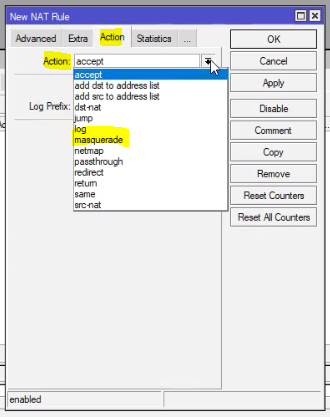 New NAT Rule
Advanced Extra Action Statistics ...
Action: accept
accept
add dst to address list
add src to address list
dst-nat
jump
log
masquerade
netmap
passthrough
redirect
return
same
src-nat
Log Prefix:
OK
Cancel
Apply
Disable
Comment
Copy
Remove
Reset Counters
Reset All Counters
enabled